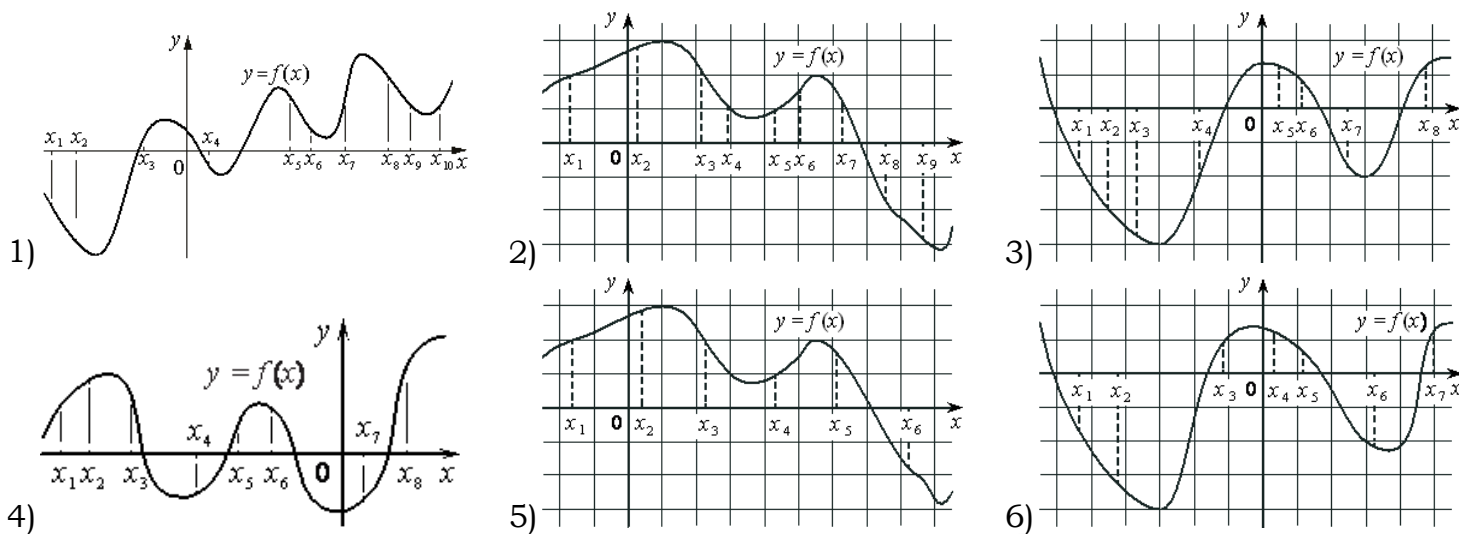 1)
y
y=f(x)
x₁ x₂ x₃ 0 x₄ x₅ x₆ x₇ x₈ x₉ x₁₀ x
2)
y
y=f(x)
x₁ 0 x₂ x₃ x₄ x₅ x₆ x₇ x₈ x₉ x
3)
y
y=f(x)
x₁ x₂ x₃ x₄ 0 x₅ x₆ x₇ x₈ x
4)
y
y = f(x)
x₁ x₂ x₃ x₄ x₅ x₆ 0 x₇ x₈ x
5)
y
y=f(x)
x₁ 0 x₂ x₃ x₄ x₅ x₆ x
6)
y
y=f(x)
x₁ x₂ x₃ 0 x₄ x₅ x₆ x₇ x